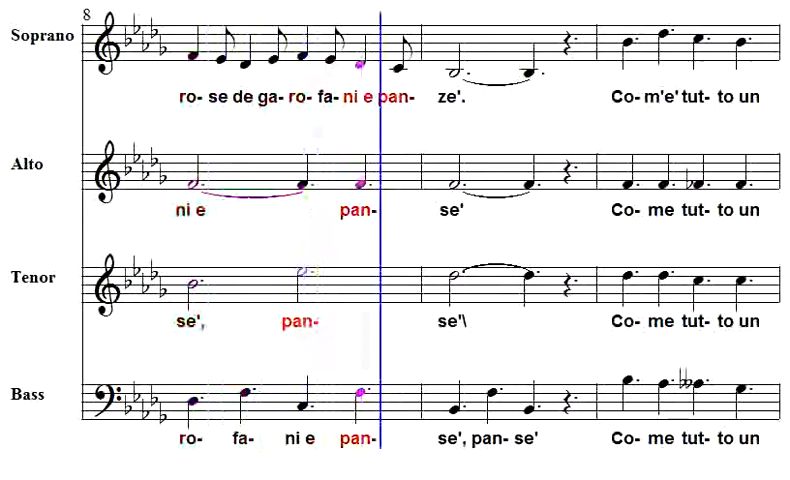 8
Soprano
ro- se de ga- ro- fa- ni e pan- ze'. Co- m'e' tut- to un
Alto
ni e pan- se' Co- me tut- to un
Tenor
se', pan- se'\ Co- me tut- to un
Bass
ro- fa- ni e pan- se', pan- se' Co- me tut- to un